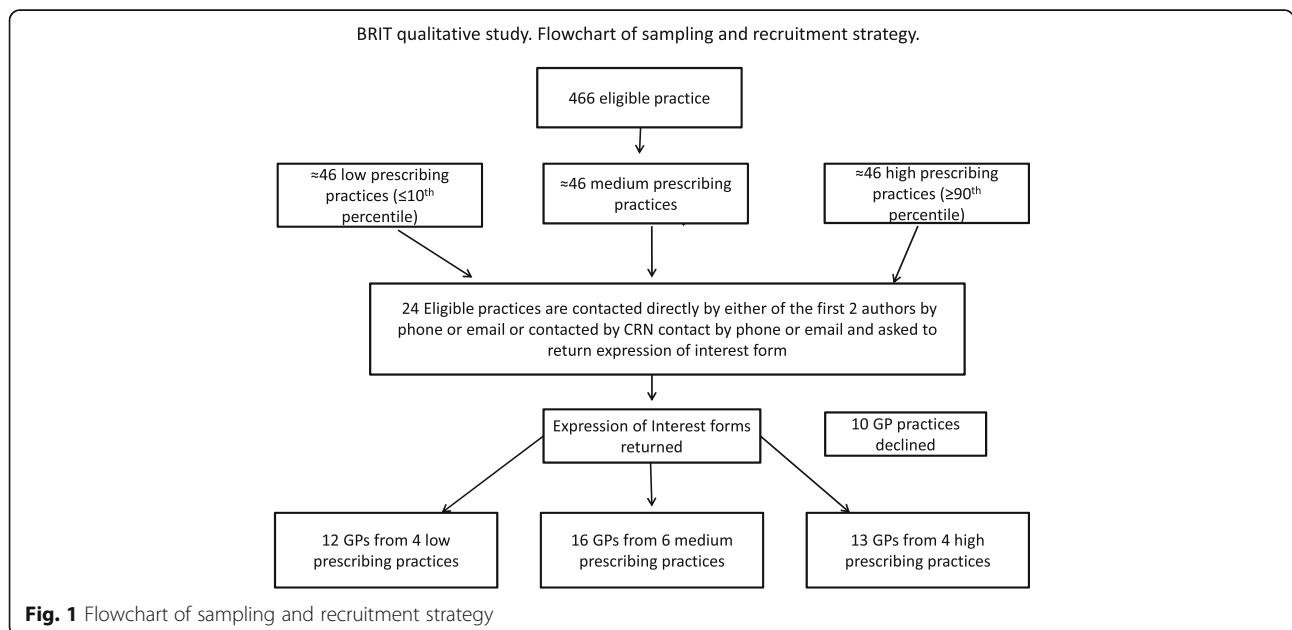 BRIT qualitative study. Flowchart of sampling and recruitment strategy.
466 eligible practice
≈46 low prescribing
practices (≤10th
percentile)
≈46 medium prescribing
practices
≈46 high prescribing
practices (≥90th
percentile)
24 Eligible practices are contacted directly by either of the first 2 authors by
phone or email or contacted by CRN contact by phone or email and asked to
return expression of interest form
Expression of Interest forms
returned
10 GP practices
declined
12 GPs from 4 low
prescribing practices
16 GPs from 6 medium
prescribing practices
13 GPs from 4 high
prescribing practices
Fig. 1 Flowchart of sampling and recruitment strategy